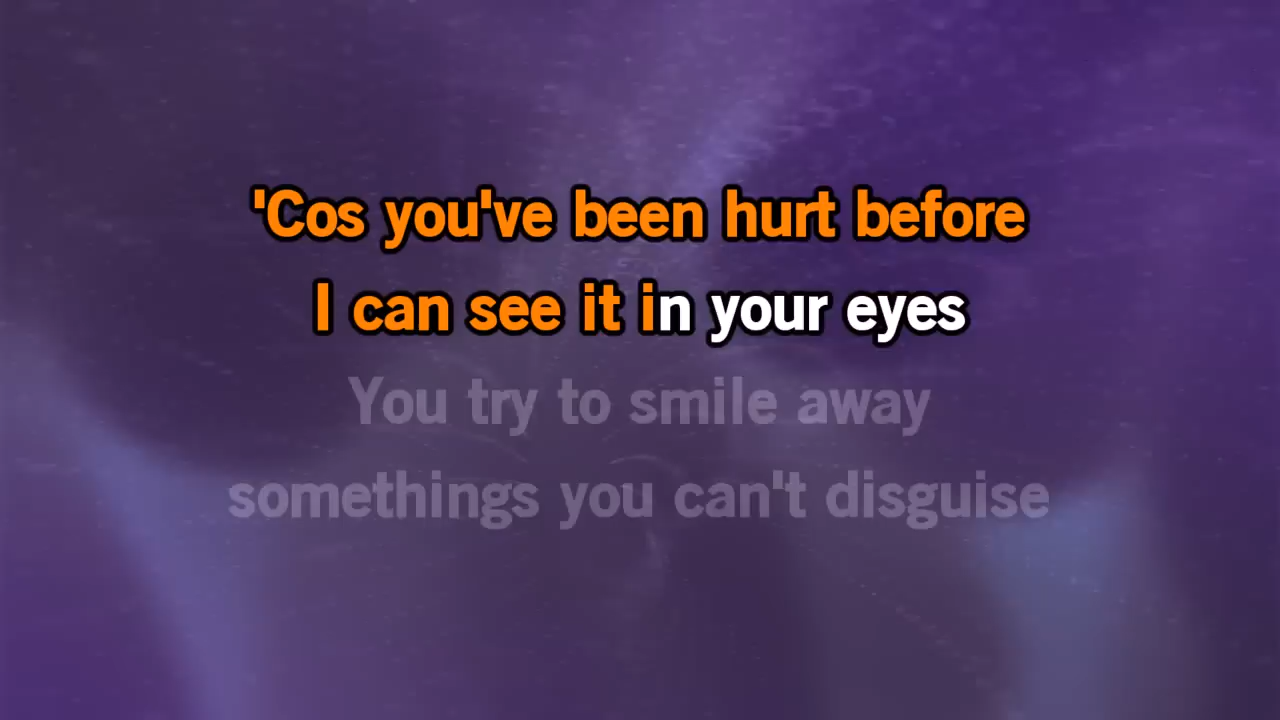 'Cos you've been hurt before
I can see it in your eyes
You try to smile away
somethings you can't disguise